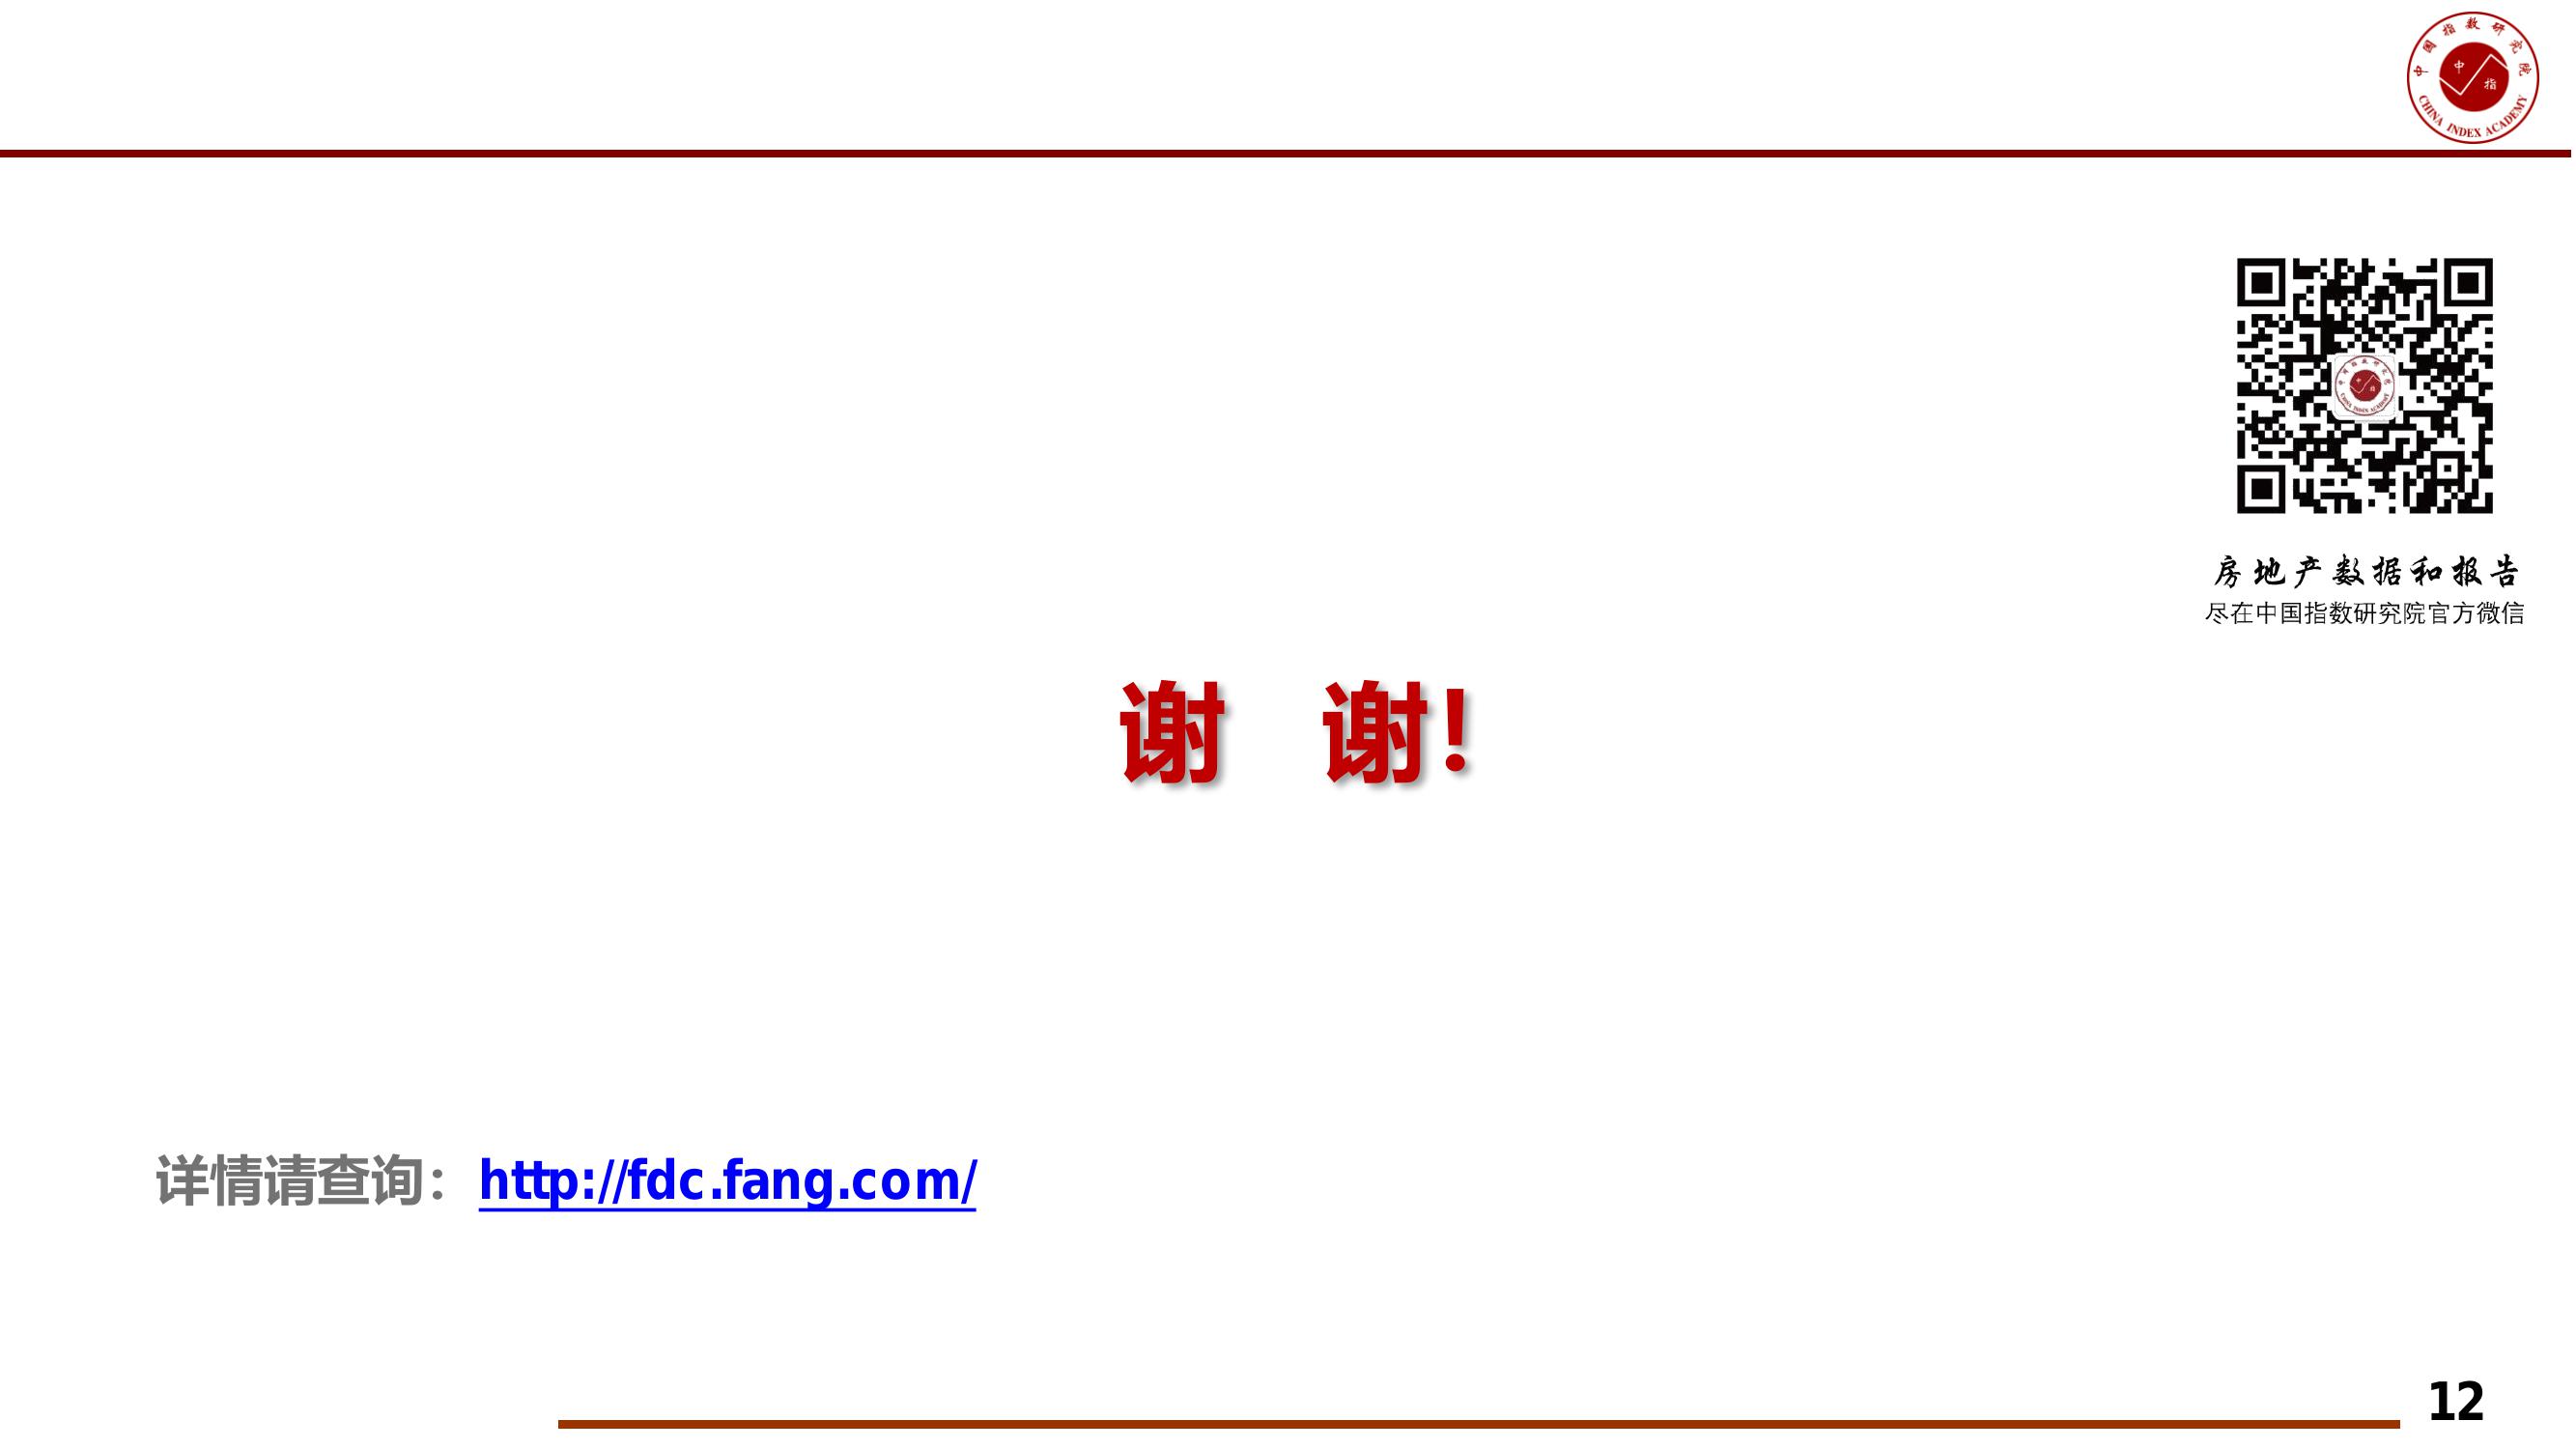 中国指数研究院
中指
CHINA INDEX ACADEMY
房地产数据和报告
尽在中国指数研究院官方微信
谢 谢！
详情请查询：http://fdc.fang.com/
12